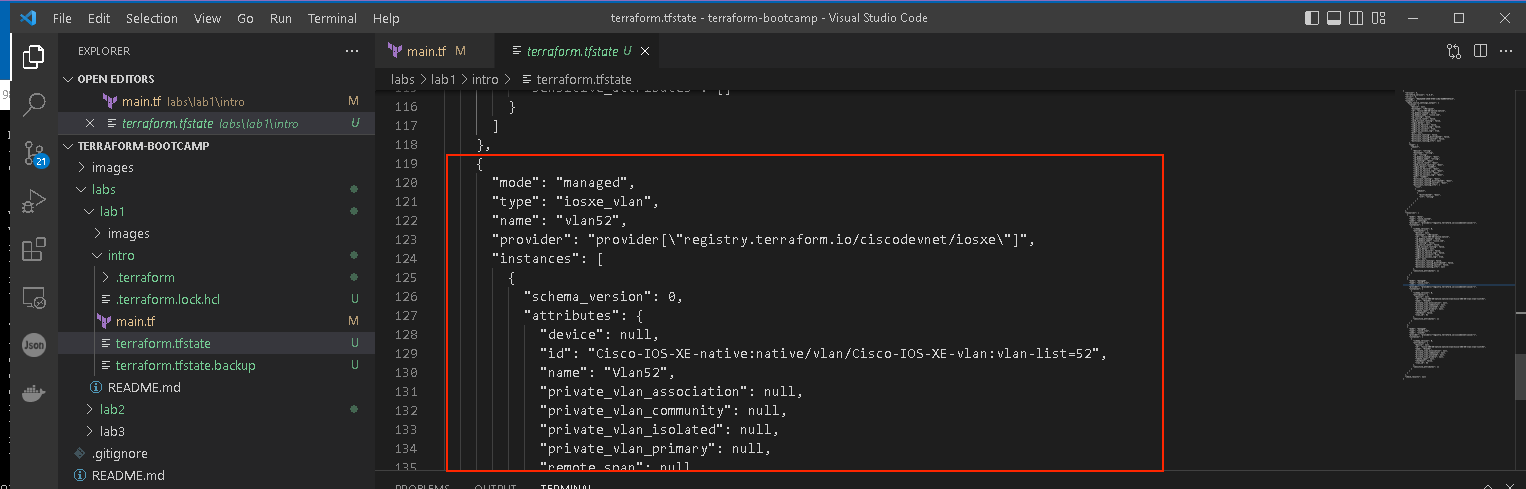 File Edit Selection View Go Run Terminal Help
terraform.tfstate - terraform-bootcamp - Visual Studio Code
EXPLORER
OPEN EDITORS
main.tf labs\lab1\intro M
terraform.tfstate labs\lab1\intro U
TERRAFORM-BOOTCAMP
images
labs
lab1
images
intro
.terraform
.terraform.lock.hcl U
main.tf M
terraform.tfstate U
terraform.tfstate.backup U
README.md
lab2
lab3
.gitignore
README.md
21
Json
main.tf M
terraform.tfstate U
labs > lab1 > intro > terraform.tfstate
115 "sensitive_attributes": []
116 }
117 ]
118 },
119 {
120 "mode": "managed",
121 "type": "iosxe_vlan",
122 "name": "vlan52",
123 "provider": "provider[\"registry.terraform.io/ciscodevnet/iosxe\"]",
124 "instances": [
125 {
126 "schema_version": 0,
127 "attributes": {
128 "device": null,
129 "id": "Cisco-IOS-XE-native:native/vlan/Cisco-IOS-XE-vlan:vlan-list=52",
130 "name": "Vlan52",
131 "private_vlan_association": null,
132 "private_vlan_community": null,
133 "private_vlan_isolated": null,
134 "private_vlan_primary": null,
135 "remote_span": null
PROBLEMS OUTPUT TERMINAL